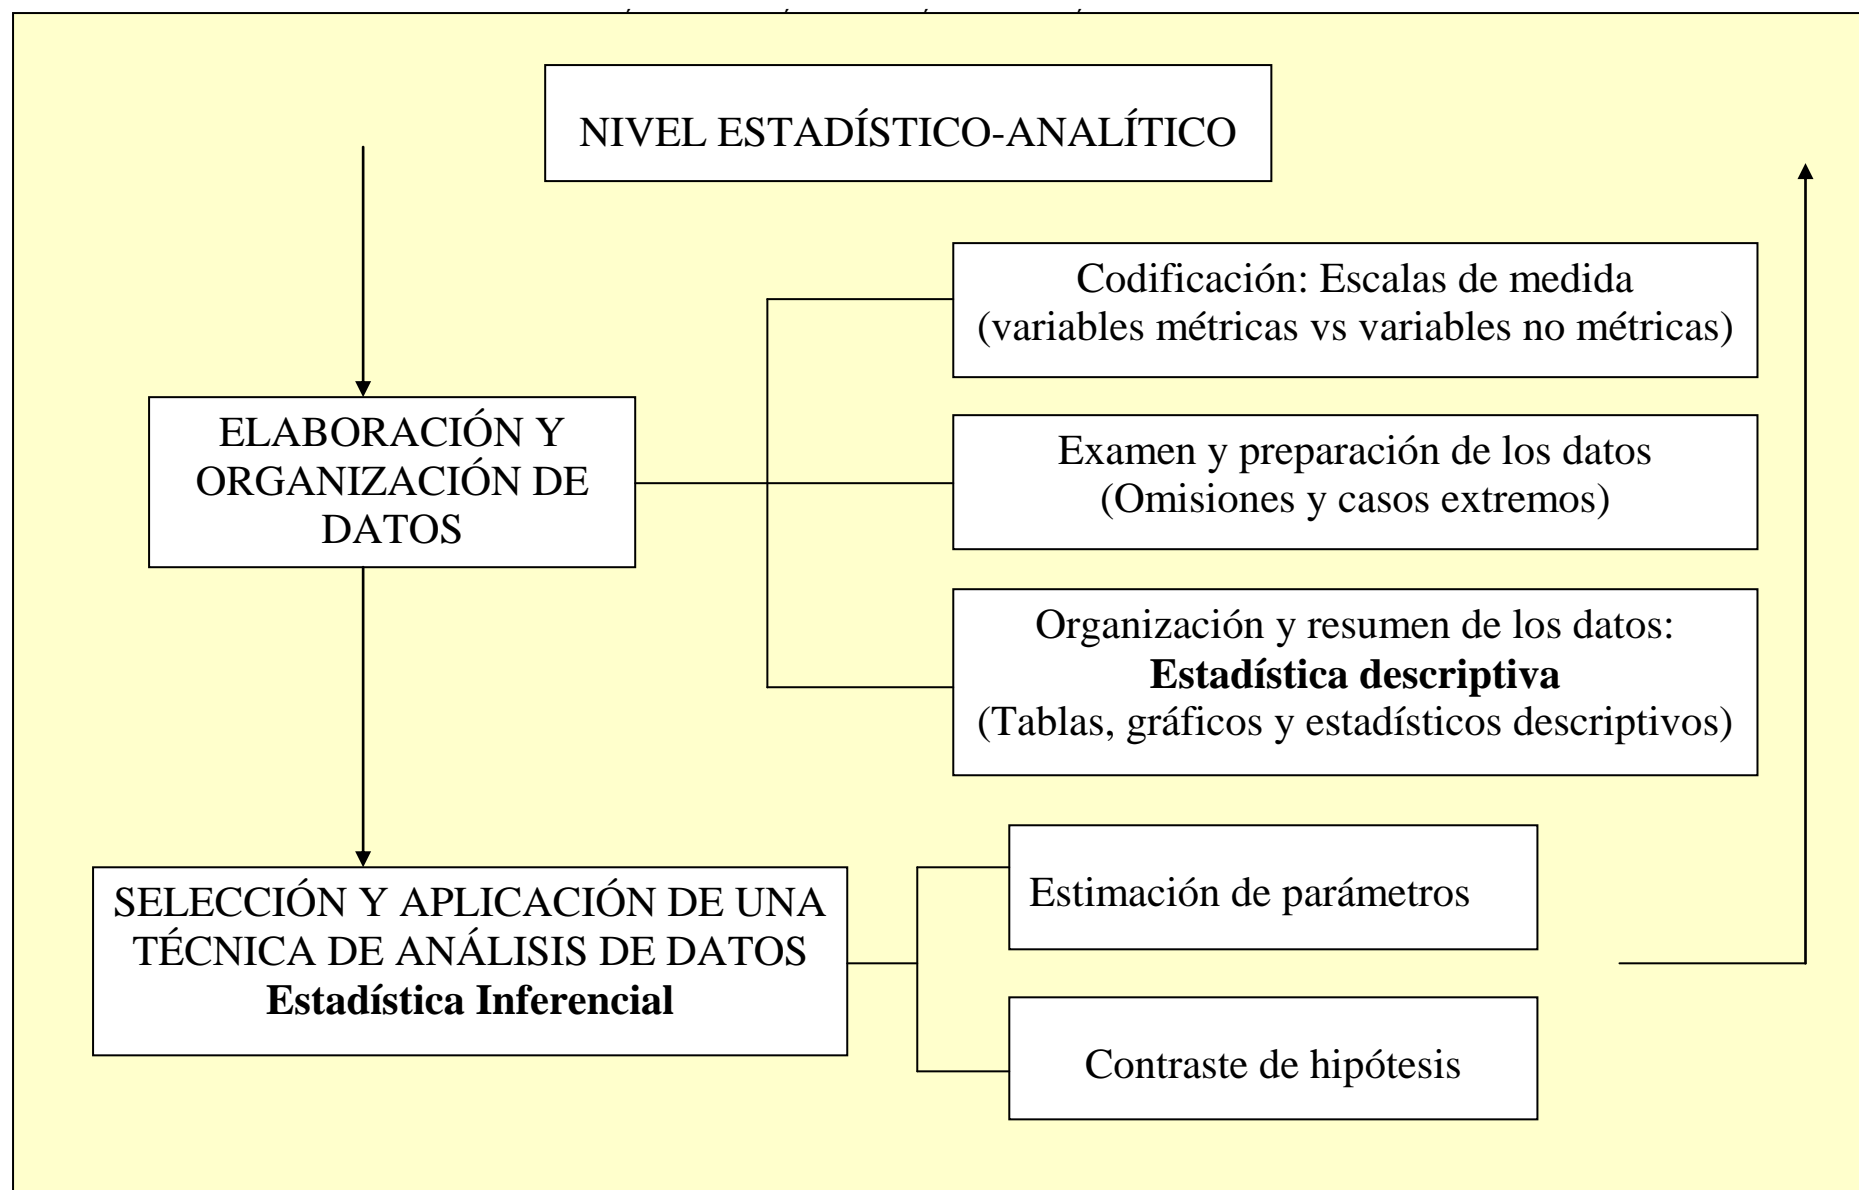 NIVEL ESTADÍSTICO-ANALÍTICO
Codificación: Escalas de medida
(variables métricas vs variables no métricas)
ELABORACIÓN Y
ORGANIZACIÓN DE
DATOS
Examen y preparación de los datos
(Omisiones y casos extremos)
Organización y resumen de los datos:
Estadística descriptiva
(Tablas, gráficos y estadísticos descriptivos)
SELECCIÓN Y APLICACIÓN DE UNA
TÉCNICA DE ANÁLISIS DE DATOS
Estadística Inferencial
Estimación de parámetros
Contraste de hipótesis